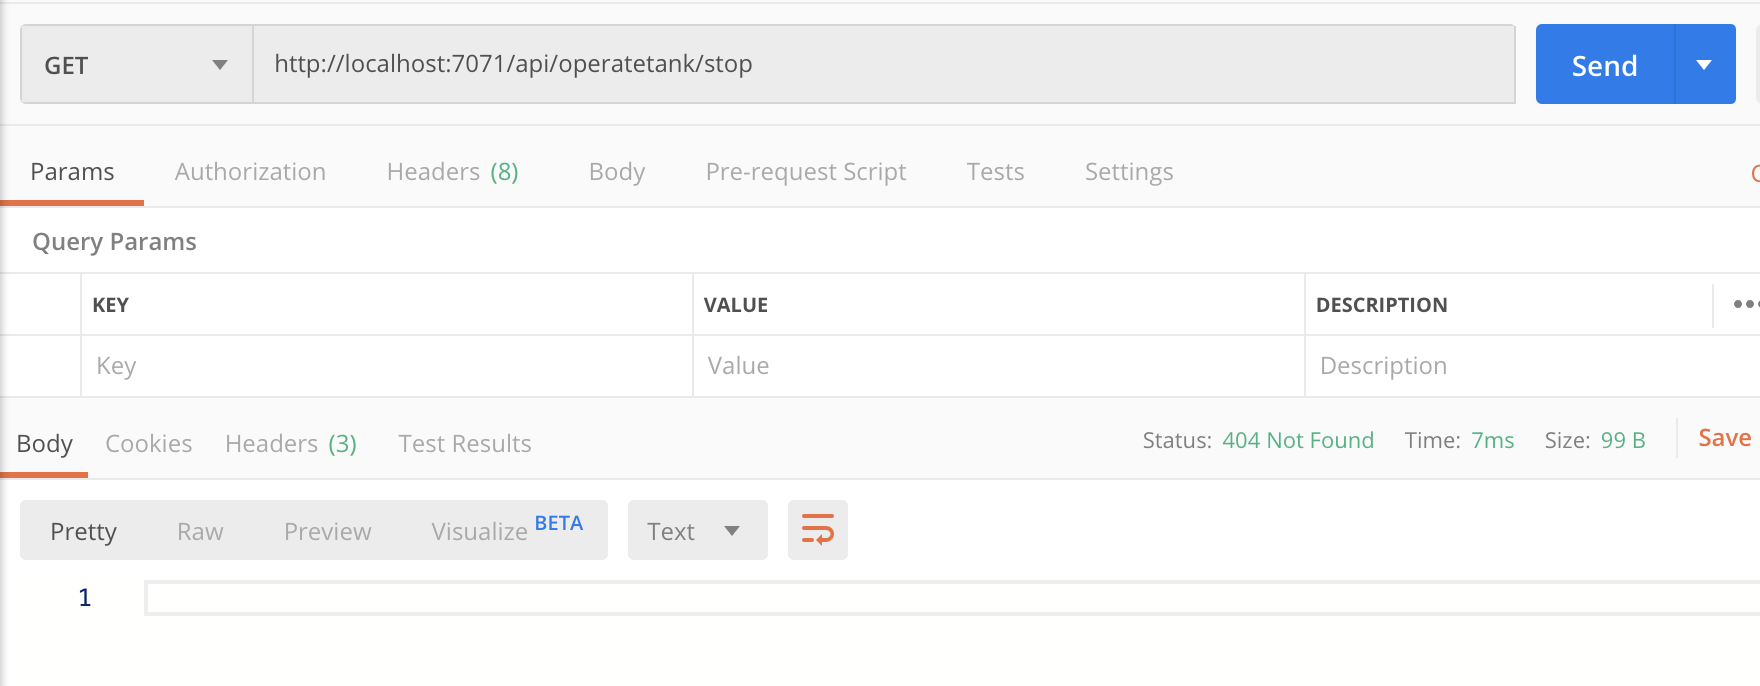 GET http://localhost:7071/api/operatetank/stop Send
Params Authorization Headers (8) Body Pre-request Script Tests Settings
Query Params
KEY VALUE DESCRIPTION
Key Value Description
Body Cookies Headers (3) Test Results Status: 404 Not Found Time: 7ms Size: 99 B Save
Pretty Raw Preview Visualize BETA Text
1